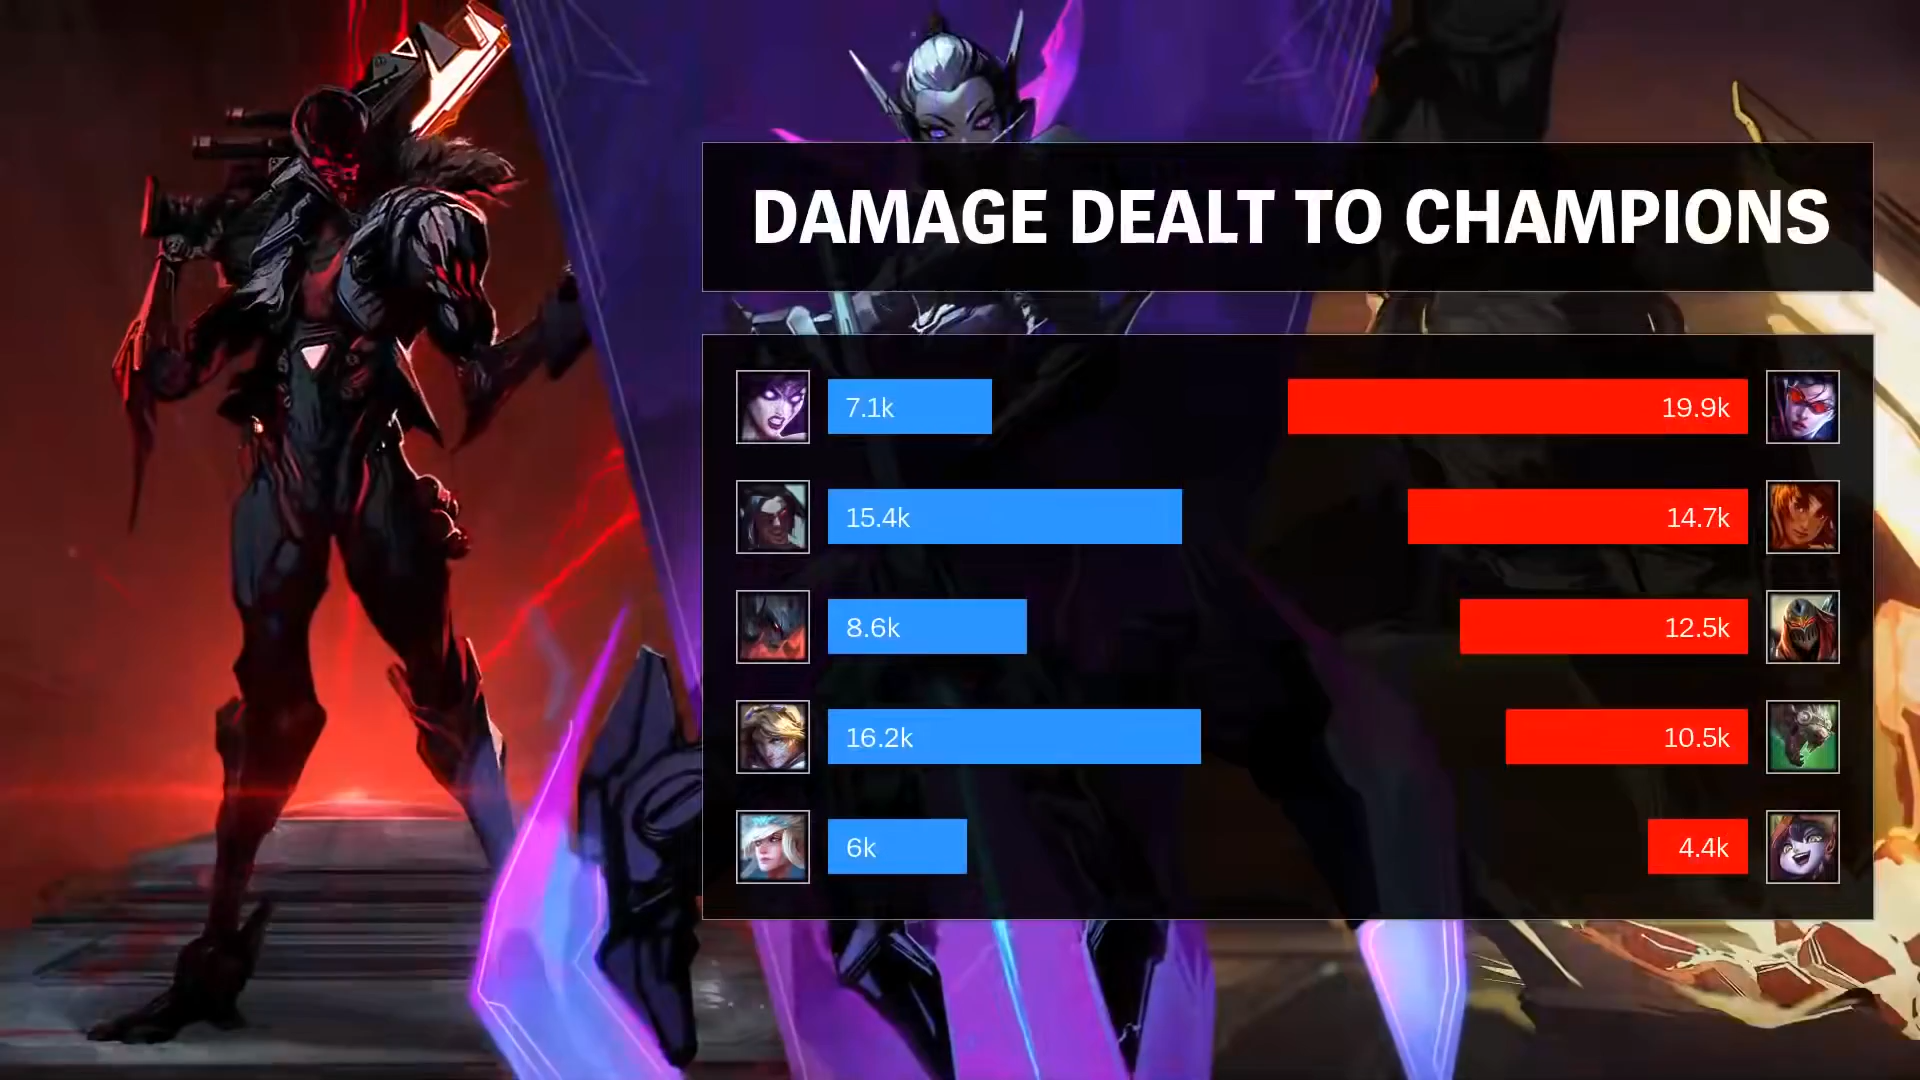 DAMAGE DEALT TO CHAMPIONS
7.1k 19.9k
15.4k 14.7k
8.6k 12.5k
16.2k 10.5k
6k 4.4k